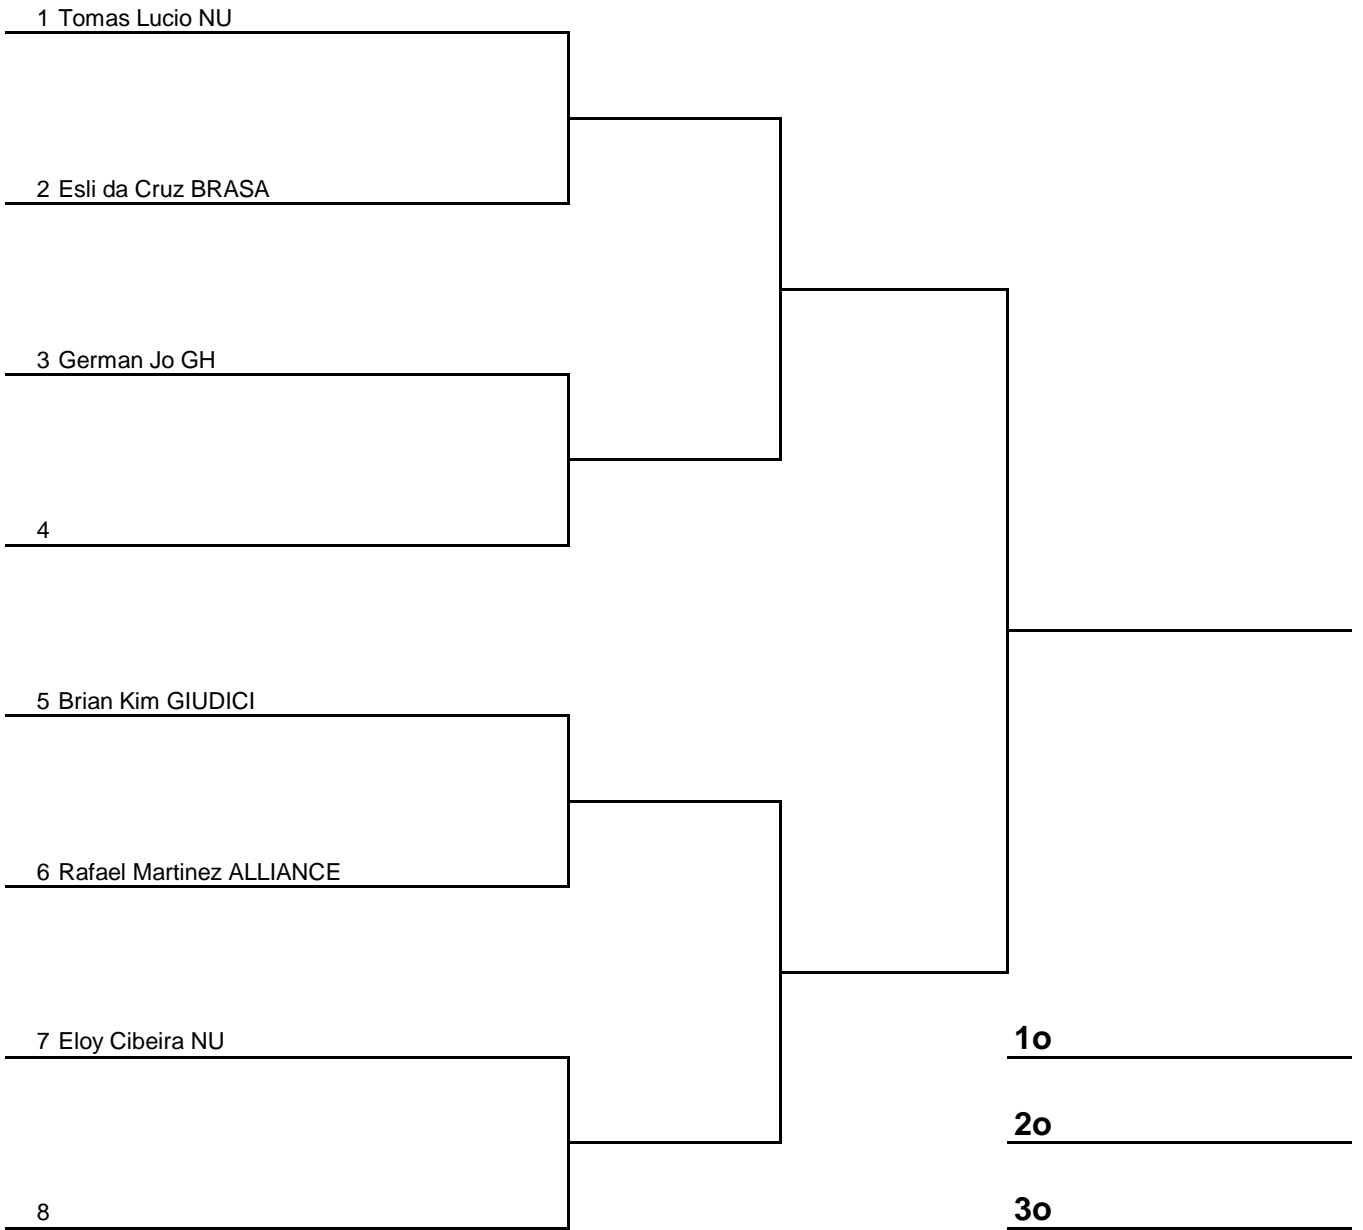 1 Tomas Lucio NU
2 Esli da Cruz BRASA
3 German Jo GH
4
5 Brian Kim GIUDICI
6 Rafael Martinez ALLIANCE
7 Eloy Cibeira NU
1o
2o
8
3o